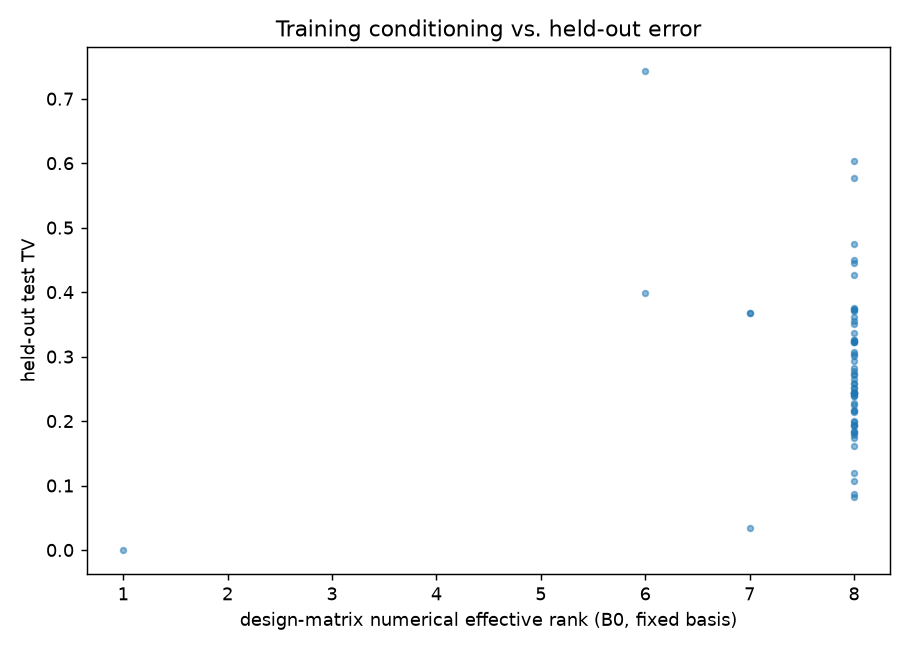 Training conditioning vs. held-out error
held-out test TV
0.7
0.6
0.5
0.4
0.3
0.2
0.1
0.0
1 2 3 4 5 6 7 8
design-matrix numerical effective rank (B0, fixed basis)